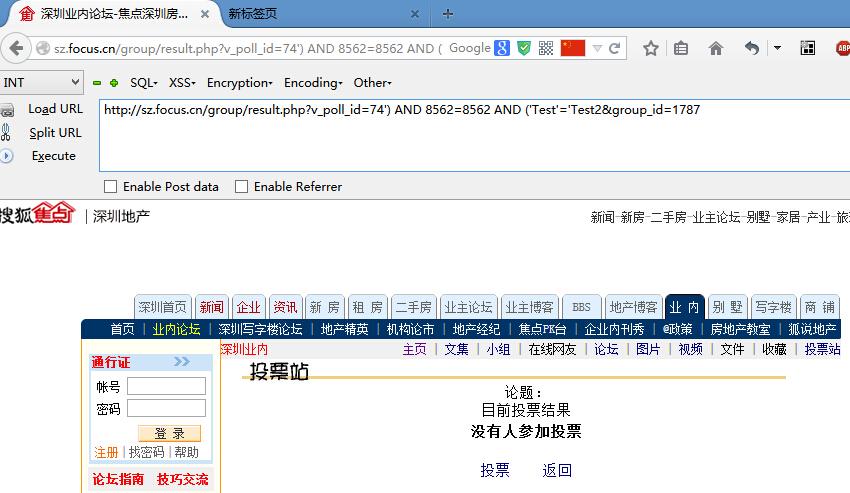 深圳业内论坛-焦点深圳房... × 新标签页 × +
sz.focus.cn/group/result.php?v_poll_id=74') AND 8562=8562 AND ( Google 8 ABP
INT SQL XSS Encryption Encoding Other
Load URL
Split URL
Execute
http://sz.focus.cn/group/result.php?v_poll_id=74') AND 8562=8562 AND ('Test'='Test2&group_id=1787
Enable Post data Enable Referrer
搜狐焦点 | 深圳地产
新闻-新房-二手房-业主论坛-别墅-家居-产业-旅
深圳首页 新闻 企业 资讯 新 房 租 房 二手房 业主论坛 业主博客 BBS 地产博客 业 内 别 墅 写字楼 商 铺
首页 | 业内论坛 | 深圳写字楼论坛 | 地产精英 | 机构论市 | 地产经纪 | 焦点PK台 | 企业内刊秀 | @政策 | 房地产教室 | 狐说地产
深圳业内 主页 | 文集 | 小组 | 在线网友 | 论坛 | 图片 | 视频 | 文件 | 收藏 | 投票站
通行证 >>
帐号
密码
登 录
注册 | 找密码 | 帮助
论坛指南 技巧交流
投票站
论题：
目前投票结果
没有人参加投票
投票 返回